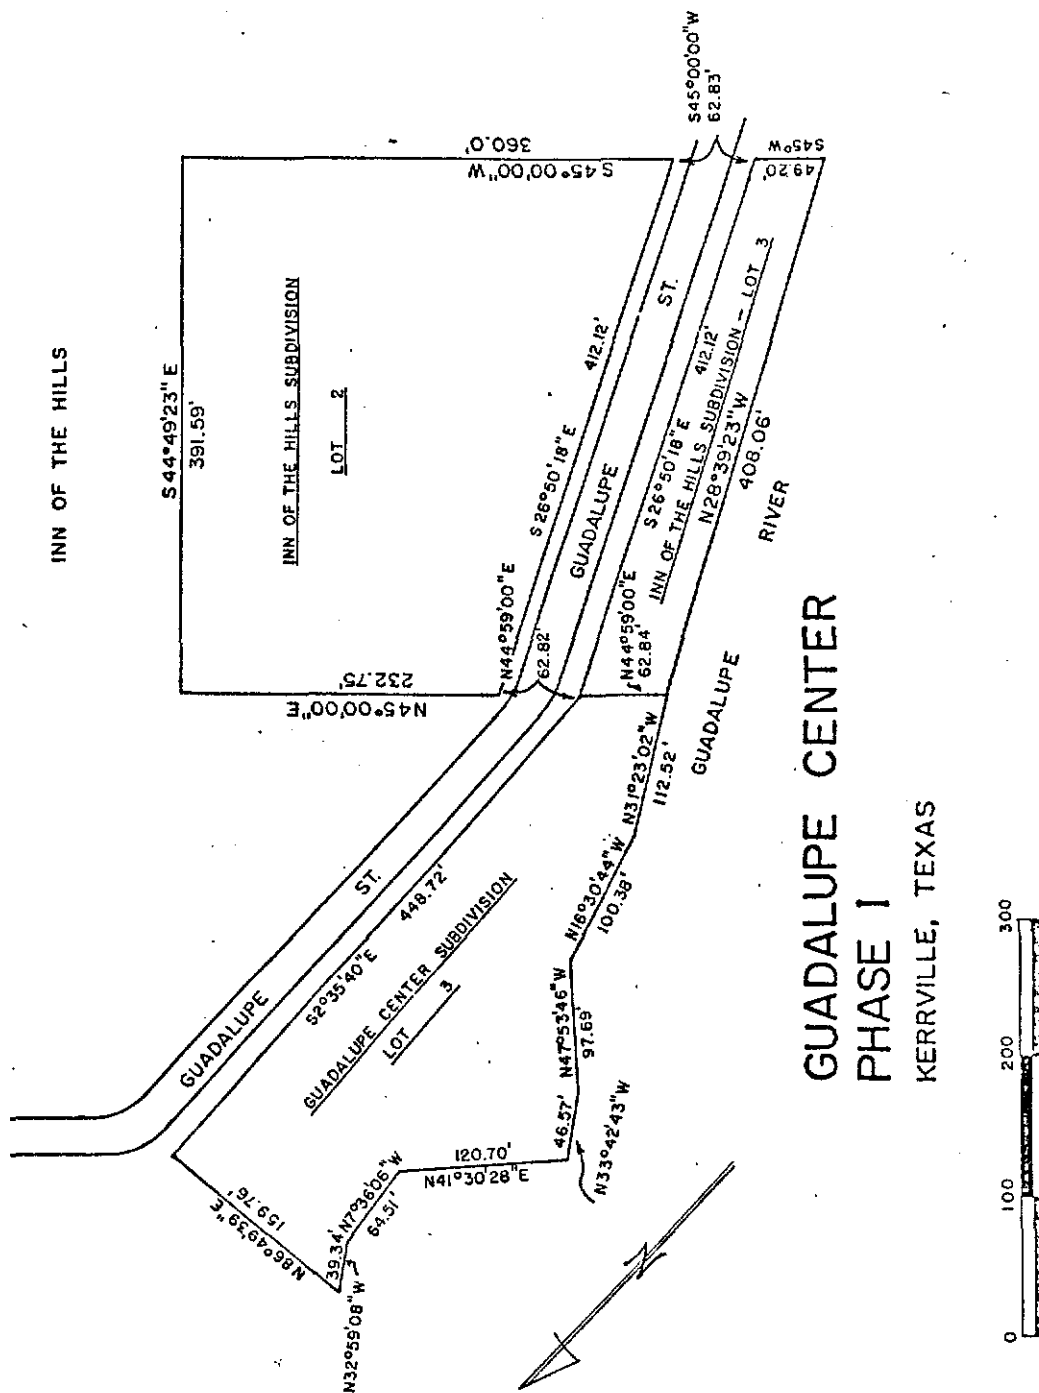 INN OF THE HILLS
S44°49'23"E
391.59'
INN OF THE HILLS SUBDIVISION
LOT 2
N45°00'00"E
232.75'
S45°00'00"W
360.0'
S45°00'00"W
62.83'
S45°W
49.20'
N44°59'00"E
62.82'
S26°50'18"E
412.12'
GUADALUPE ST.
S26°50'18"E
412.12'
INN OF THE HILLS SUBDIVISION - LOT 3
N28°39'23"W
408.06'
N44°59'00"E
62.84'
GUADALUPE RIVER
GUADALUPE ST.
S2°35'40"E
448.72'
GUADALUPE CENTER SUBDIVISION
LOT 3
N31°23'02"W
112.52'
N16°30'44"W
100.38'
N47°53'46"W
97.69'
46.57'
N33°42'43"W
120.70'
N41°30'28"E
N7°36'06"W
64.51'
39.34'
N32°59'08"W
N86°49'39"E
159.76'
N
GUADALUPE CENTER
PHASE I
KERRVILLE, TEXAS
0 100 200 300